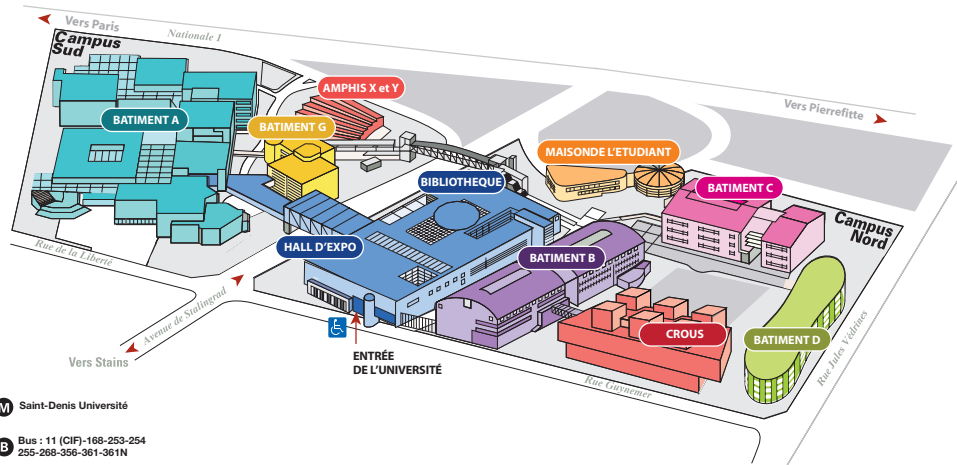 Vers Paris
Nationale 1
Campus
Sud
AMPHIS X et Y
Vers Pierrefitte
BATIMENT A
BATIMENT G
MAISONDE L'ETUDIANT
BIBLIOTHEQUE
BATIMENT C
Campus
Nord
HALL D'EXPO
BATIMENT B
Rue de la Liberté
Avenue de Stalingrad
CROUS
BATIMENT D
Rue Jules Védrines
ENTRÉE
DE L'UNIVERSITÉ
Vers Stains
Rue Guynemer
M Saint-Denis Université
B Bus : 11 (CIF)-168-253-254
255-268-356-361-361N